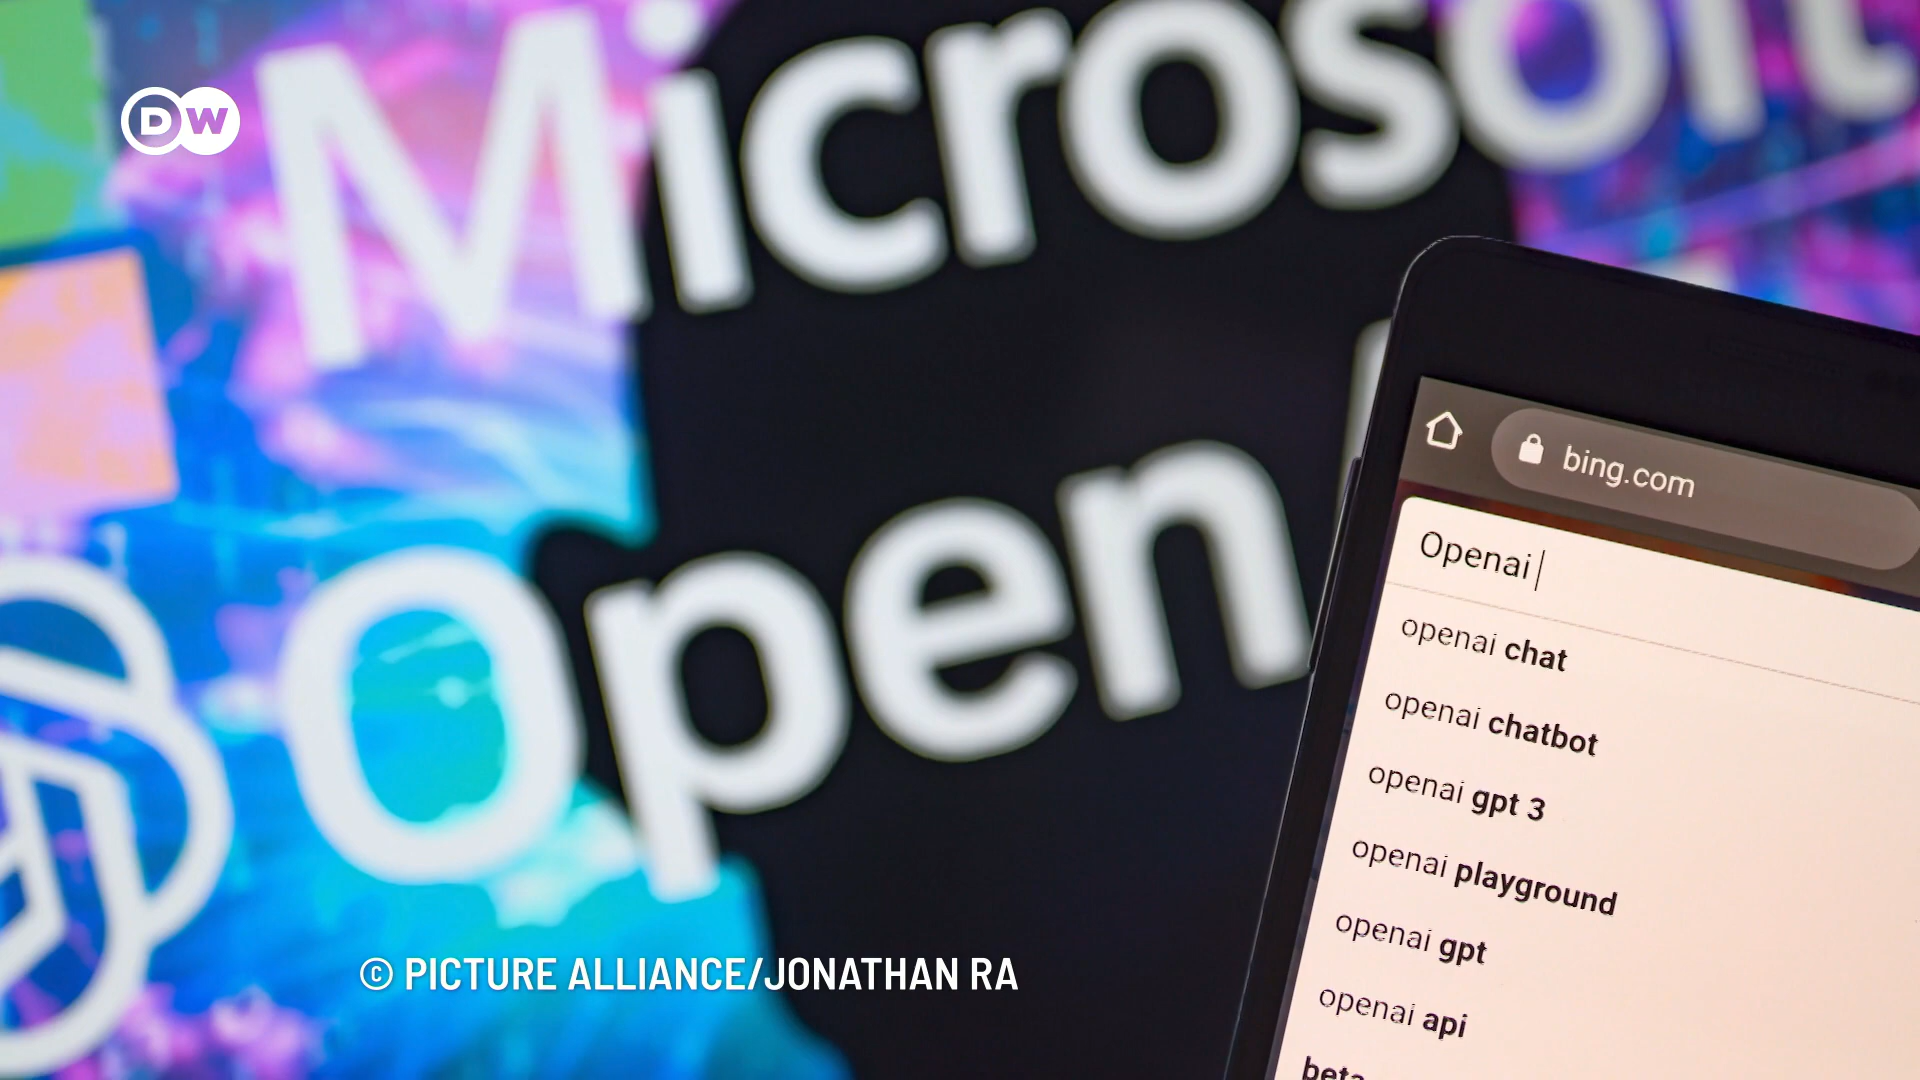 DW
Microsoft
Open
bing.com
Openai
openai chat
openai chatbot
openai gpt 3
openai playground
openai gpt
openai api
beta
© PICTURE ALLIANCE/JONATHAN RA